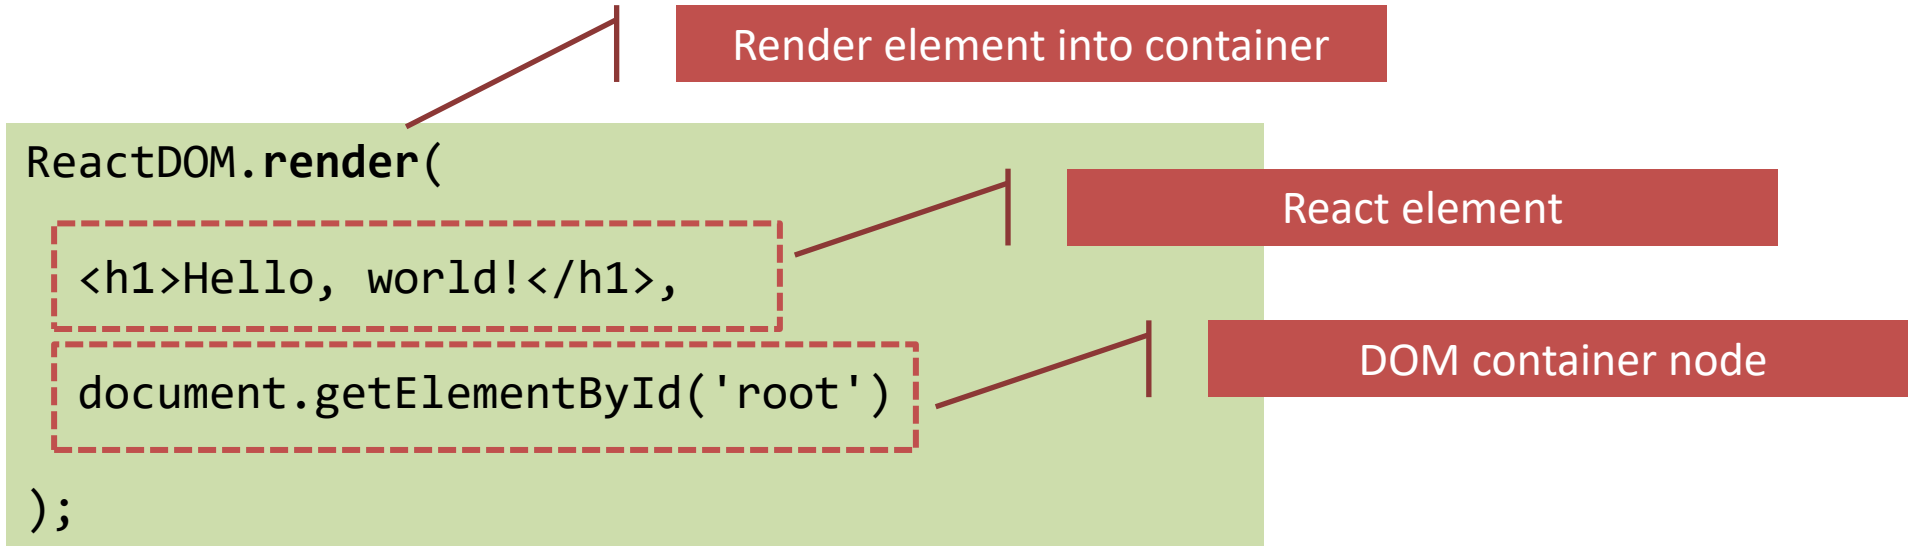 Render element into container
ReactDOM.render(
React element
<h1>Hello, world!</h1>,
DOM container node
document.getElementById('root')
);